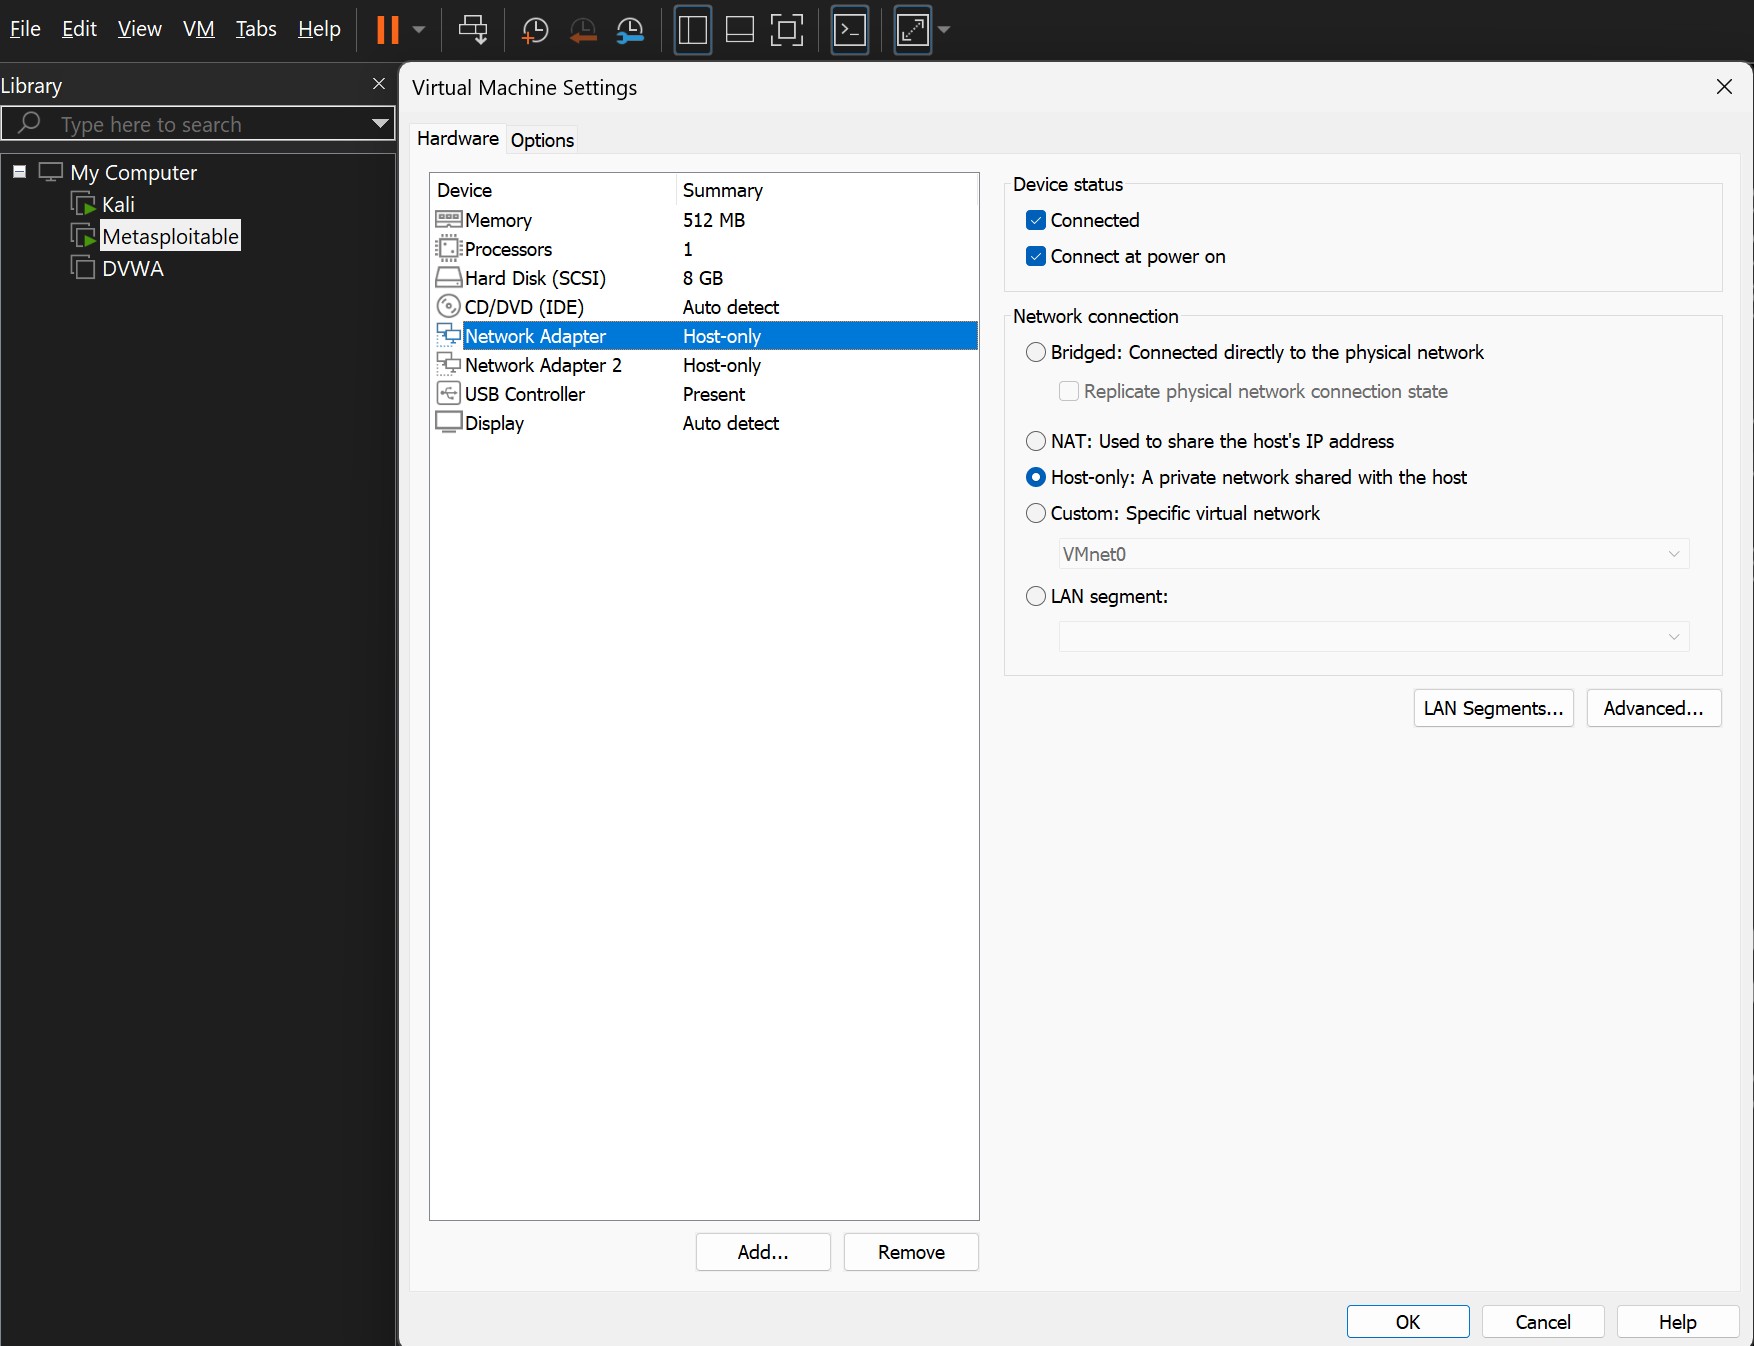 File Edit View VM Tabs Help
Library
Type here to search
My Computer
Kali
Metasploitable
DVWA
Virtual Machine Settings
Hardware Options
Device Summary
Memory 512 MB
Processors 1
Hard Disk (SCSI) 8 GB
CD/DVD (IDE) Auto detect
Network Adapter Host-only
Network Adapter 2 Host-only
USB Controller Present
Display Auto detect
Add... Remove
Device status
Connected
Connect at power on
Network connection
Bridged: Connected directly to the physical network
Replicate physical network connection state
NAT: Used to share the host's IP address
Host-only: A private network shared with the host
Custom: Specific virtual network
VMnet0
LAN segment:
LAN Segments... Advanced...
OK Cancel Help